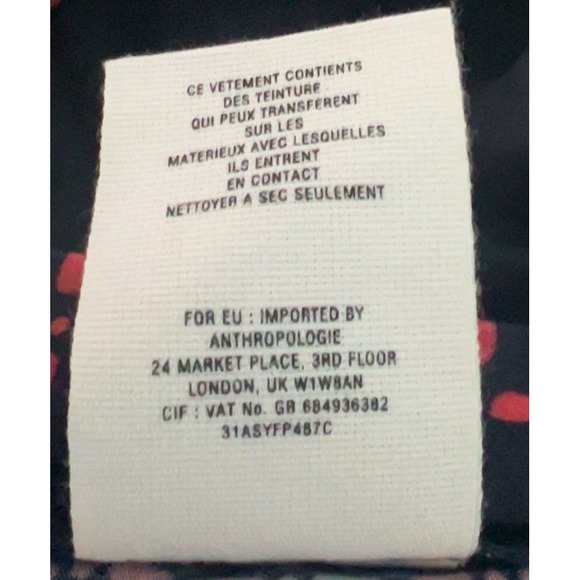 CE VETEMENT CONTIENTS
DES TEINTURE
QUI PEUX TRANSFERENT
SUR LES
MATERIEUX AVEC LESQUELLES
ILS ENTRENT
EN CONTACT
NETTOYER A SEC SEULEMENT
FOR EU : IMPORTED BY
ANTHROPOLOGIE
24 MARKET PLACE, 3RD FLOOR
LONDON, UK W1W8AN
CIF : VAT No. GB 684936382
31ASYFP487C